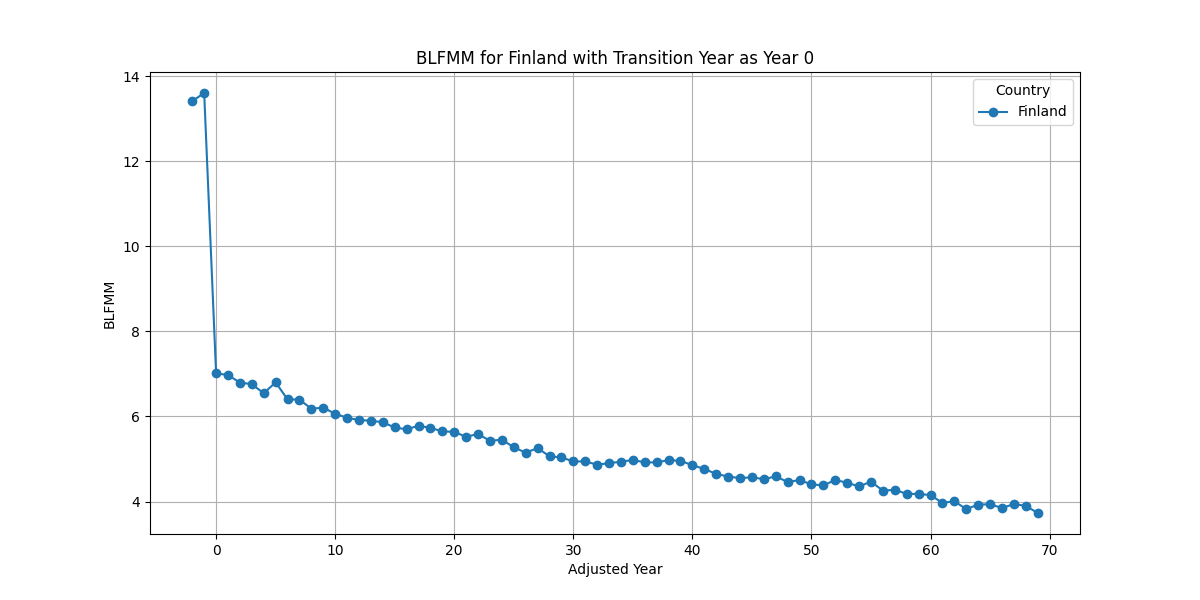 BLFMM for Finland with Transition Year as Year 0
14
12
10
8
6
4
BLFMM
Country
Finland
0 10 20 30 40 50 60 70
Adjusted Year